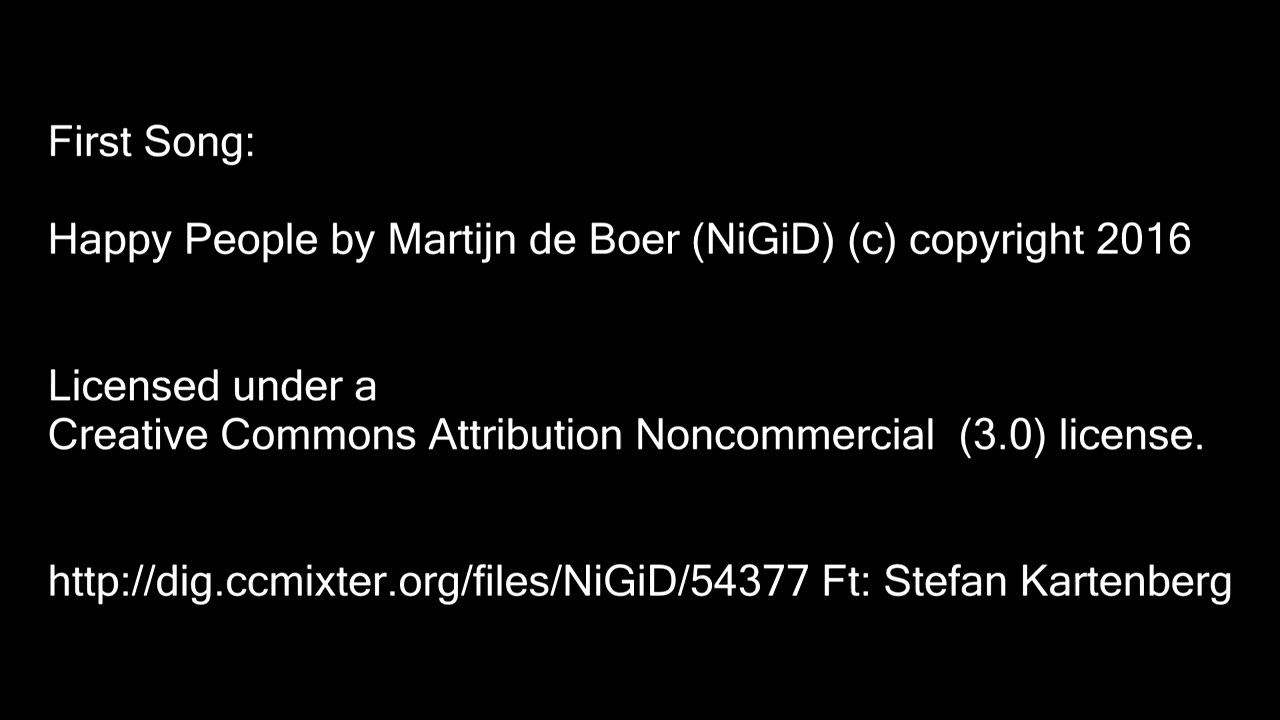 First Song:
Happy People by Martijn de Boer (NiGiD) (c) copyright 2016
Licensed under a
Creative Commons Attribution Noncommercial  (3.0) license.
http://dig.ccmixter.org/files/NiGiD/54377 Ft: Stefan Kartenberg